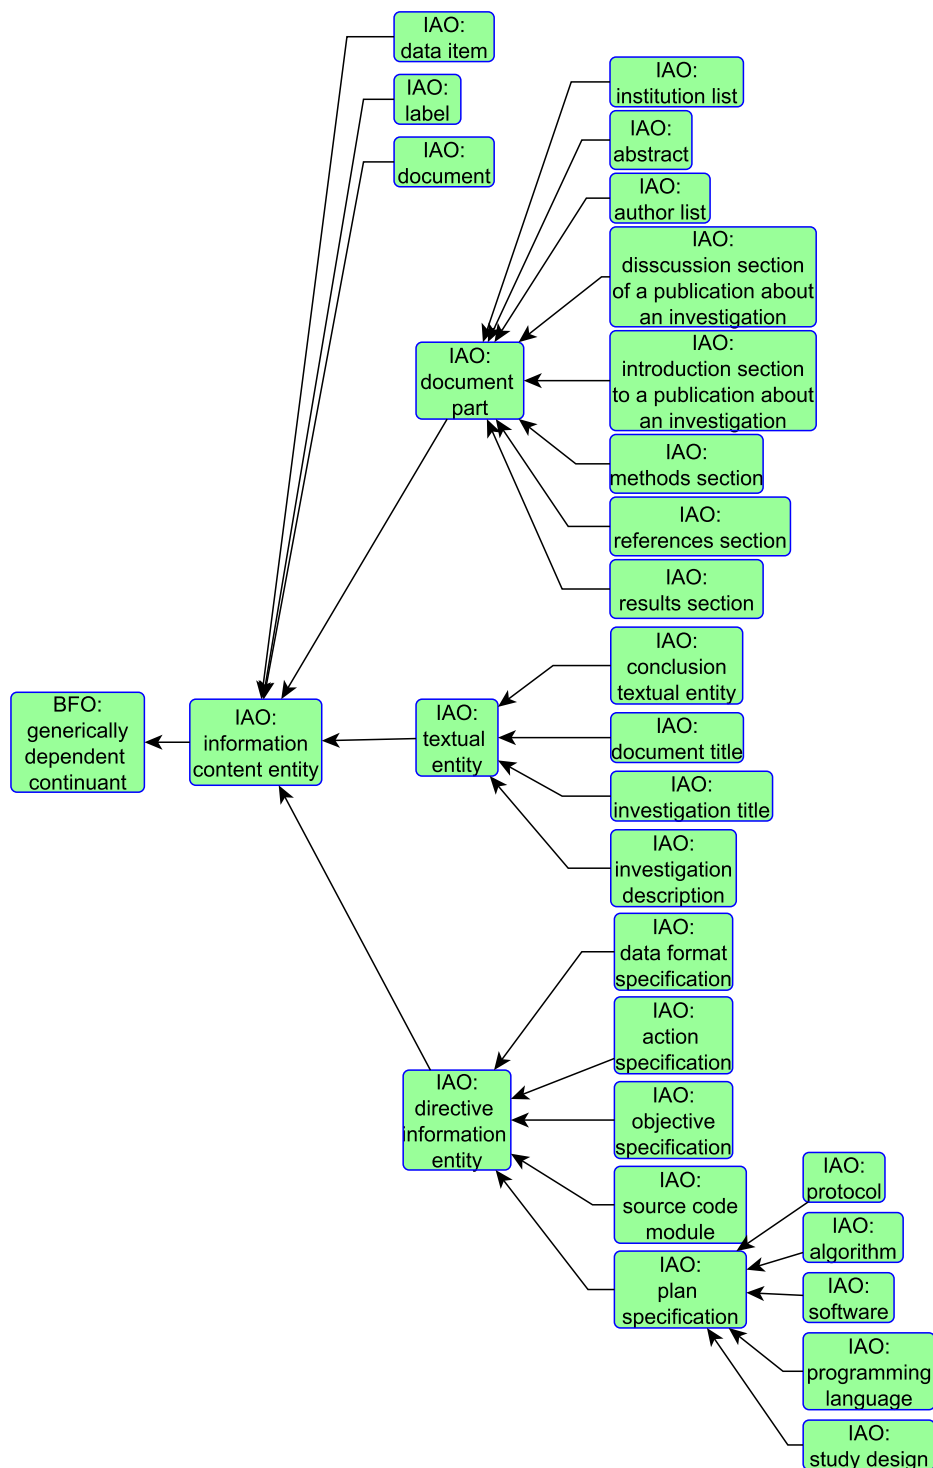 IAO:
data item
IAO:
label
IAO:
document
IAO:
institution list
IAO:
abstract
IAO:
author list
IAO:
disscussion section
of a publication about
an investigation
IAO:
introduction section
to a publication about
an investigation
IAO:
document
part
IAO:
methods section
IAO:
references section
IAO:
results section
IAO:
conclusion
textual entity
BFO:
generically
dependent
continuant
IAO:
information
content entity
IAO:
textual
entity
IAO:
document title
IAO:
investigation title
IAO:
investigation
description
IAO:
data format
specification
IAO:
action
specification
IAO:
directive
information
entity
IAO:
objective
specification
IAO:
source code
module
IAO:
plan
specification
IAO:
protocol
IAO:
algorithm
IAO:
software
IAO:
programming
language
IAO:
study design